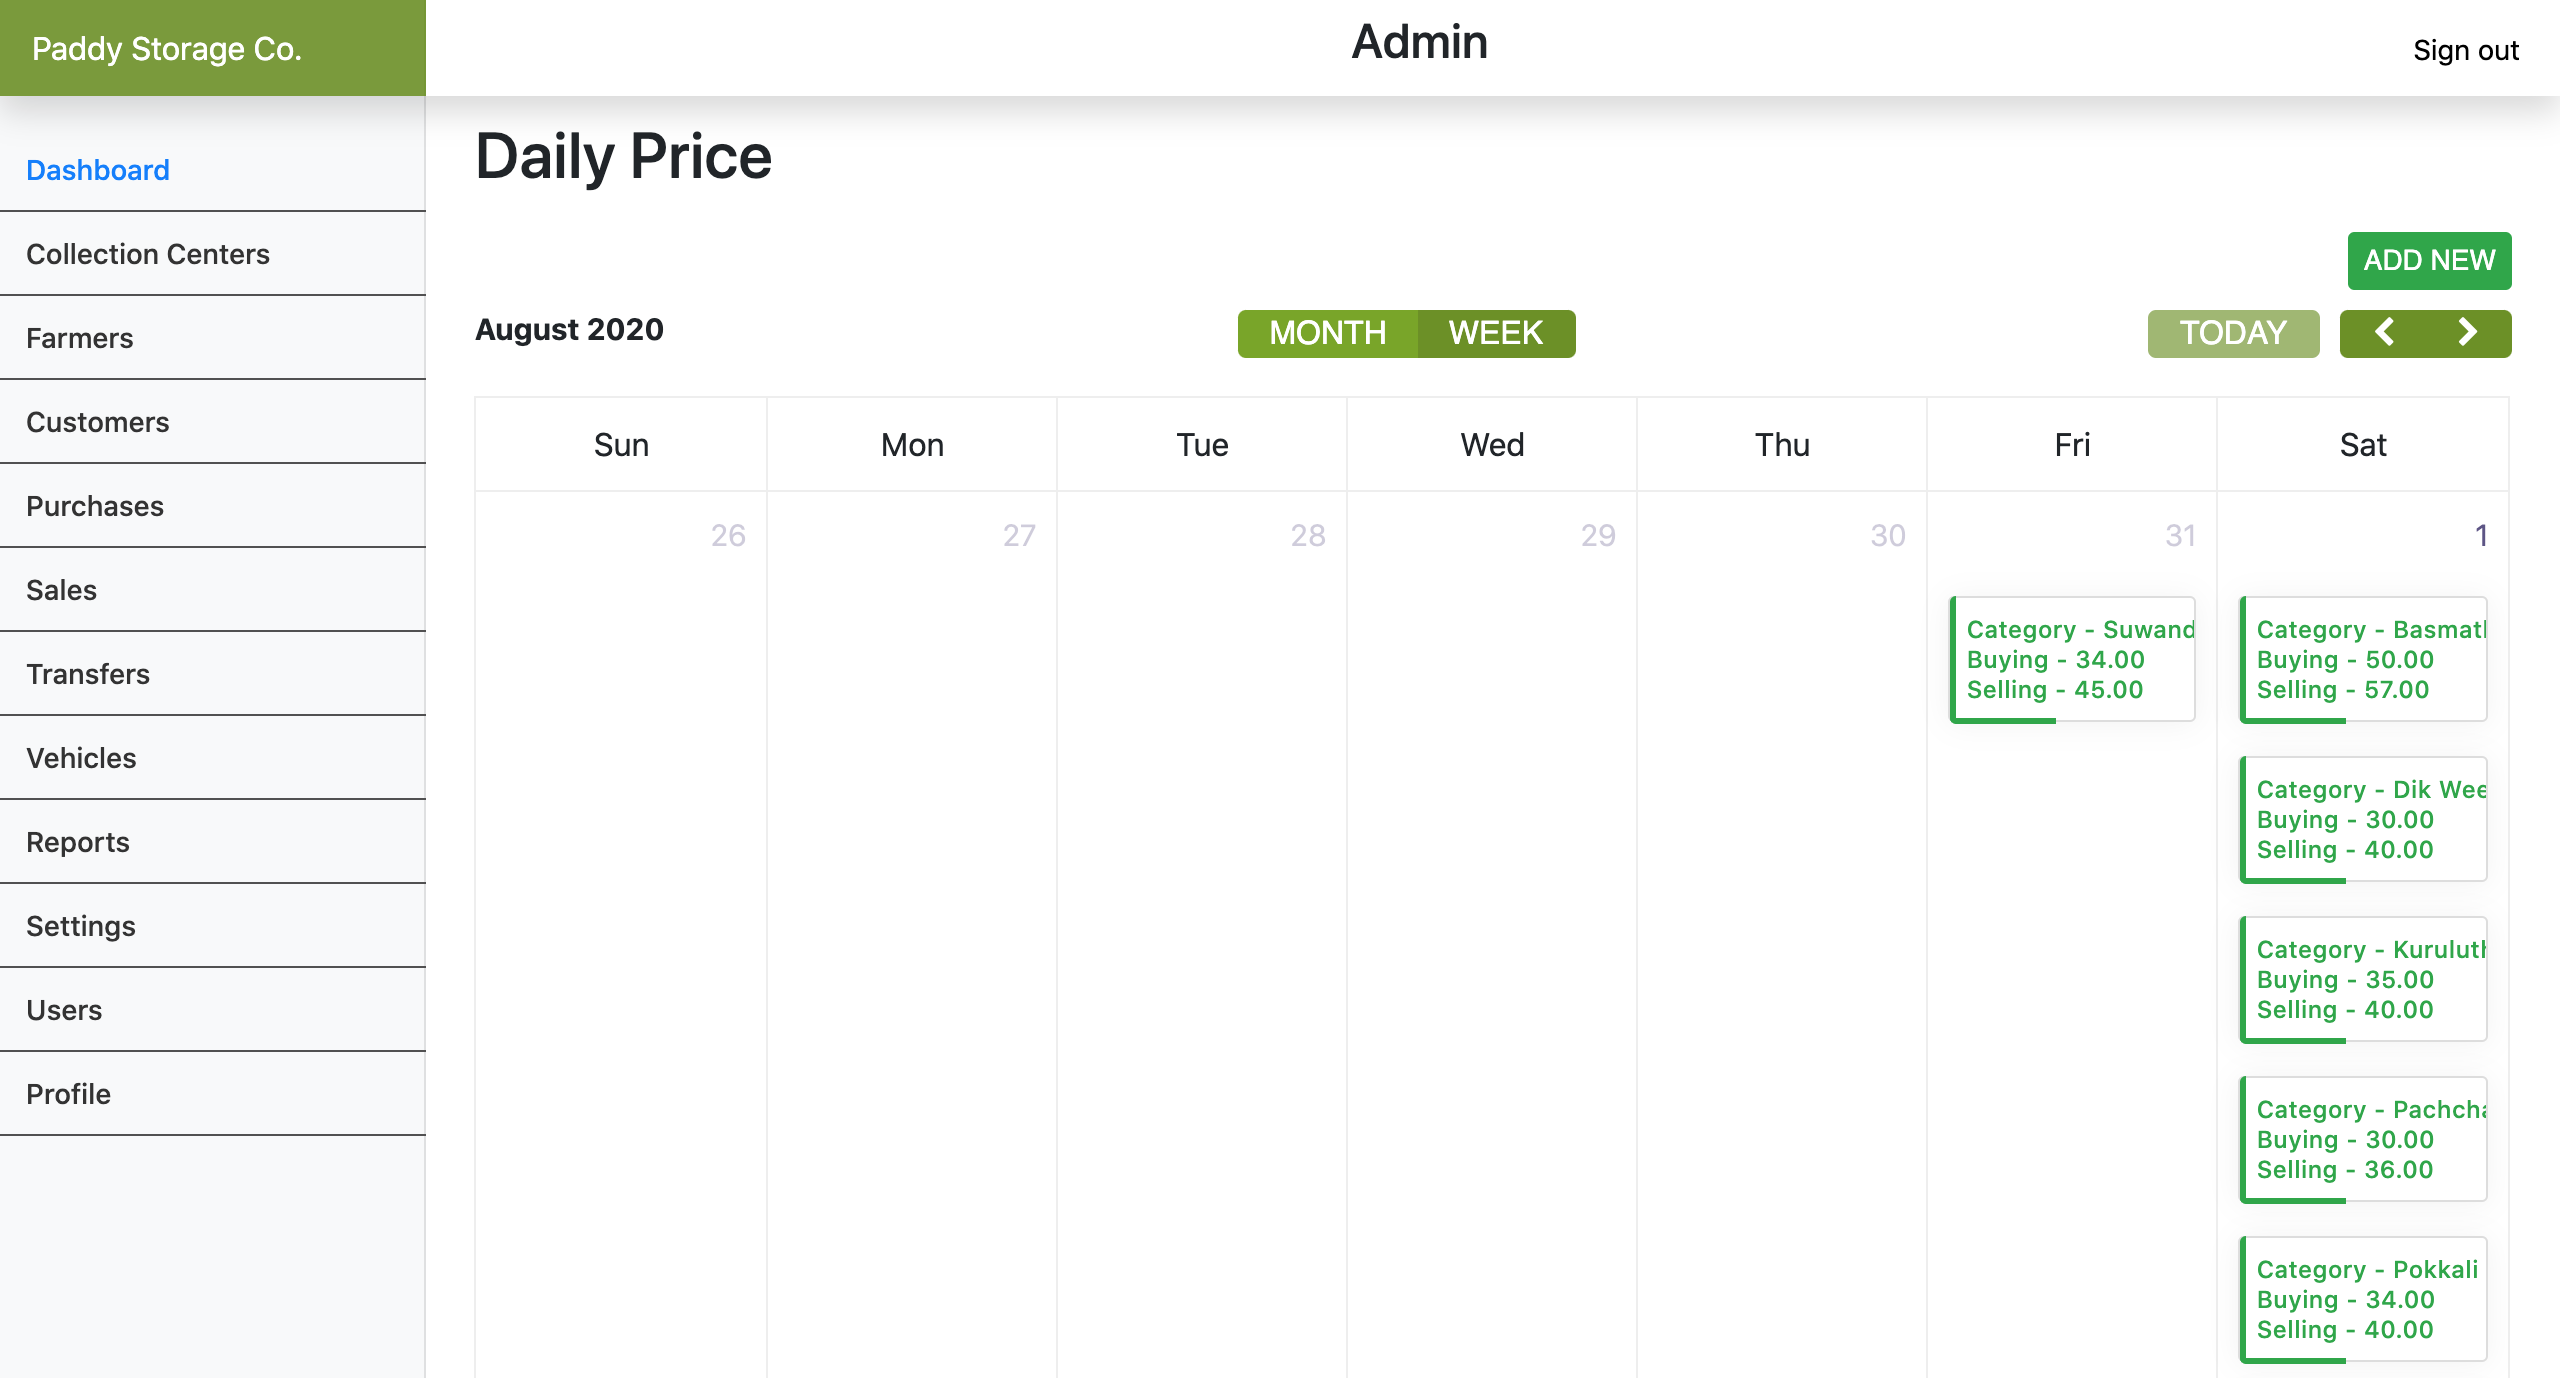 Paddy Storage Co.
Admin
Sign out
Dashboard
Collection Centers
Farmers
Customers
Purchases
Sales
Transfers
Vehicles
Reports
Settings
Users
Profile
Daily Price
ADD NEW
August 2020
MONTH WEEK
TODAY
Sun Mon Tue Wed Thu Fri Sat
26 27 28 29 30 31 1
Category - Suwand
Buying - 34.00
Selling - 45.00
Category - Basmat
Buying - 50.00
Selling - 57.00
Category - Dik Wee
Buying - 30.00
Selling - 40.00
Category - Kurulut
Buying - 35.00
Selling - 40.00
Category - Pachcha
Buying - 30.00
Selling - 36.00
Category - Pokkali
Buying - 34.00
Selling - 40.00